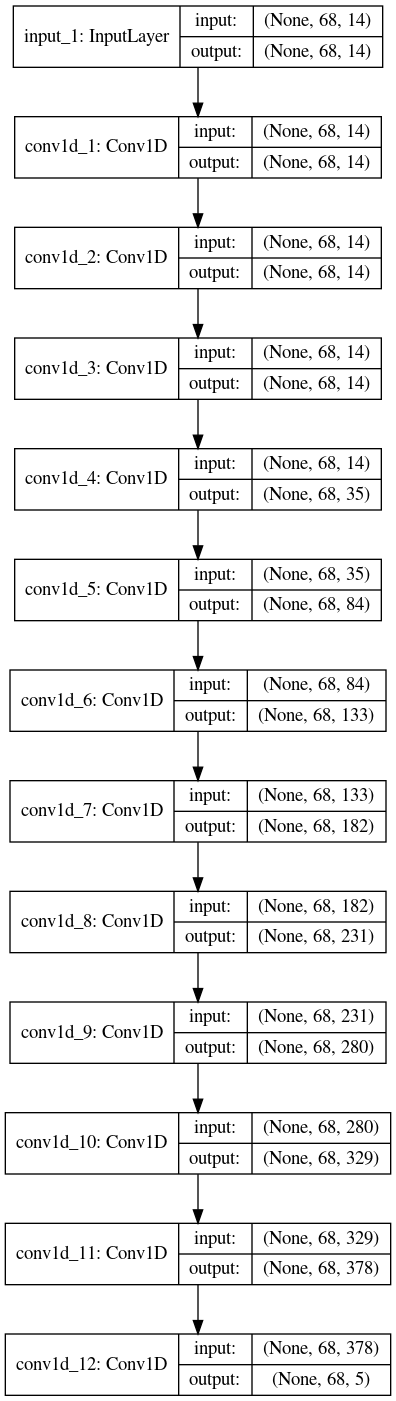 input_1: InputLayer
input: (None, 68, 14)
output: (None, 68, 14)
conv1d_1: Conv1D
input: (None, 68, 14)
output: (None, 68, 14)
conv1d_2: Conv1D
input: (None, 68, 14)
output: (None, 68, 14)
conv1d_3: Conv1D
input: (None, 68, 14)
output: (None, 68, 14)
conv1d_4: Conv1D
input: (None, 68, 14)
output: (None, 68, 35)
conv1d_5: Conv1D
input: (None, 68, 35)
output: (None, 68, 84)
conv1d_6: Conv1D
input: (None, 68, 84)
output: (None, 68, 133)
conv1d_7: Conv1D
input: (None, 68, 133)
output: (None, 68, 182)
conv1d_8: Conv1D
input: (None, 68, 182)
output: (None, 68, 231)
conv1d_9: Conv1D
input: (None, 68, 231)
output: (None, 68, 280)
conv1d_10: Conv1D
input: (None, 68, 280)
output: (None, 68, 329)
conv1d_11: Conv1D
input: (None, 68, 329)
output: (None, 68, 378)
conv1d_12: Conv1D
input: (None, 68, 378)
output: (None, 68, 5)